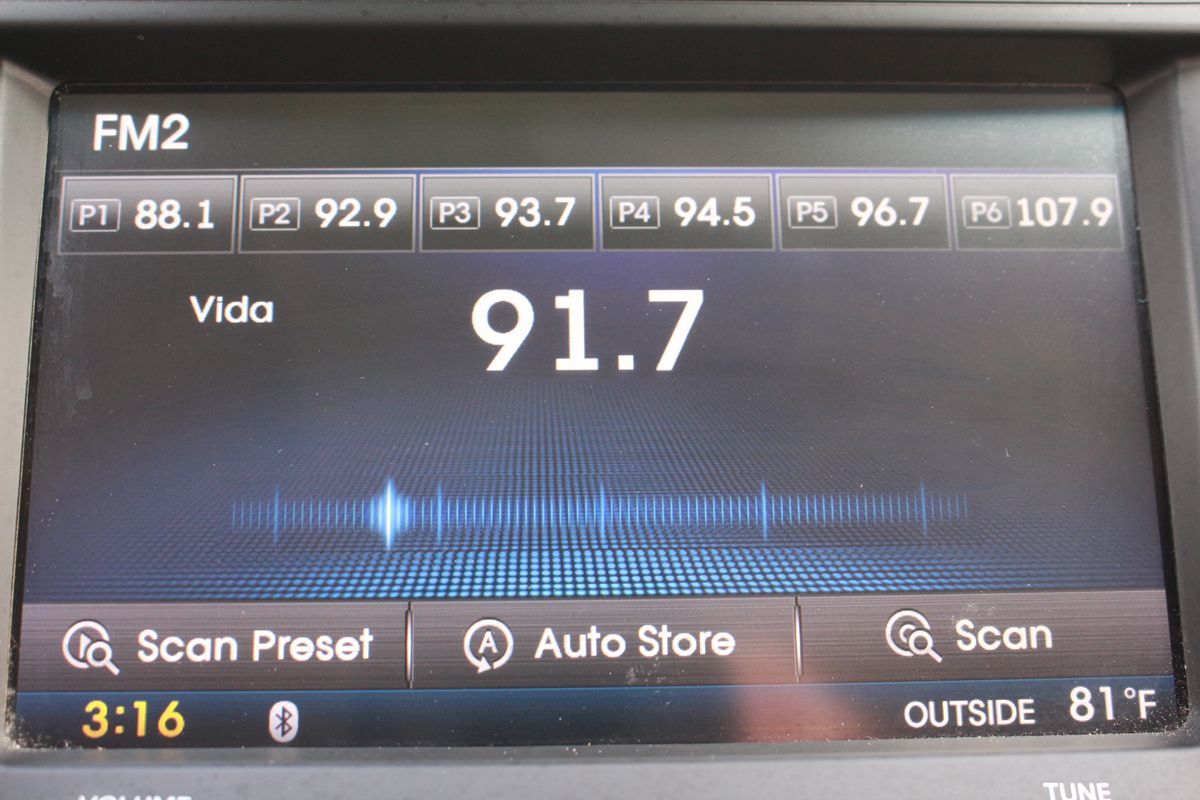 FM2
P1 88.1 P2 92.9 P3 93.7 P4 94.5 P5 96.7 P6 107.9
Vida 91.7
Scan Preset A Auto Store Scan
3:16 OUTSIDE 81°F
VOLUME TUNE